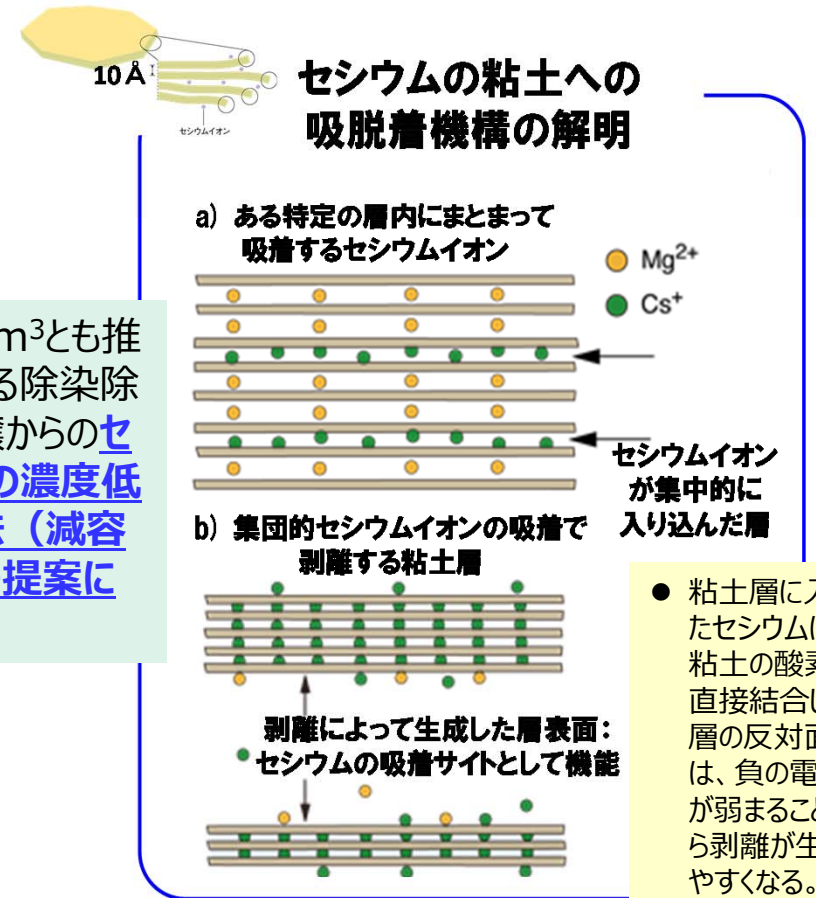 10 Å
セシウムイオン
セシウムの粘土への
吸脱着機構の解明
a) ある特定の層内にまとまって
吸着するセシウムイオン
Mg2+
Cs+
セシウムイオン
が集中的に
入り込んだ層
m3とも推
る除染除
壌からのセ
の濃度低
（減容
提案に
b) 集団的セシウムイオンの吸着で
剥離する粘土層
剥離によって生成した層表面：
セシウムの吸着サイトとして機能
● 粘土層に入
たセシウムは
粘土の酸素
直接結合し
層の反対面
は、負の電
が弱まること
ら剥離が生
やすくなる。